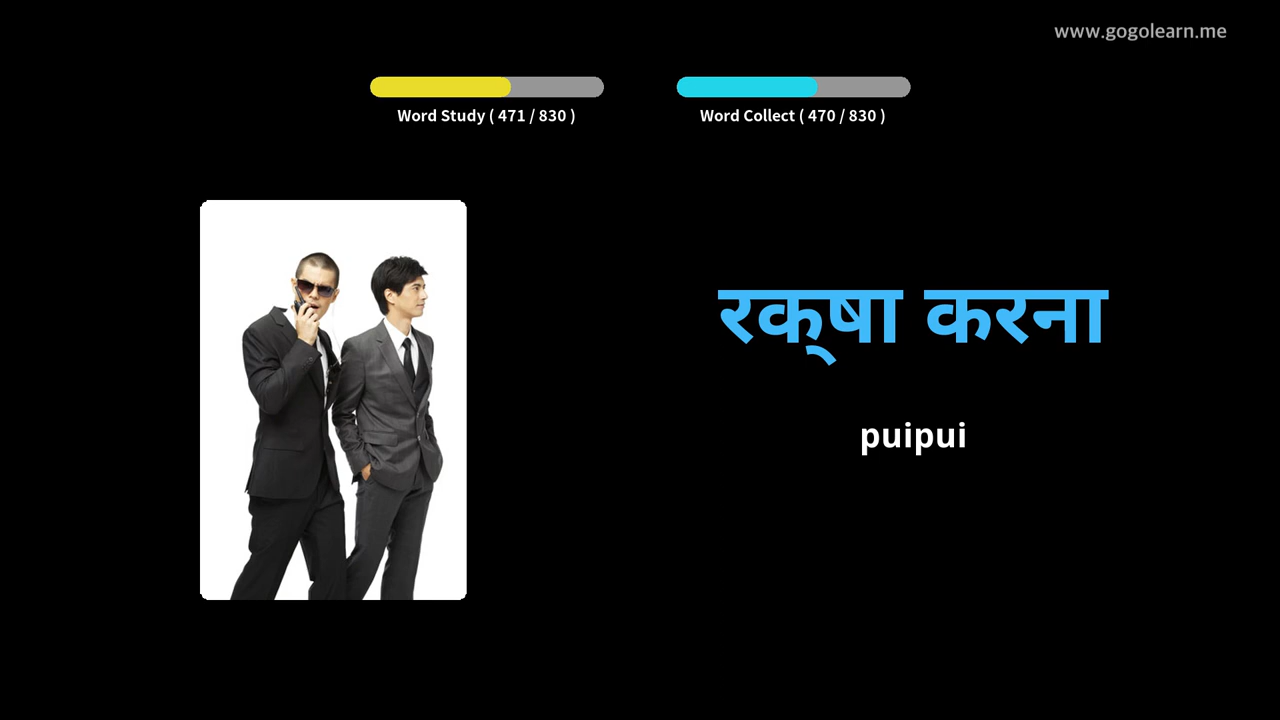 www.gogolearn.me
Word Study ( 471 / 830 )
Word Collect ( 470 / 830 )
रक्‌षा करना
puipui